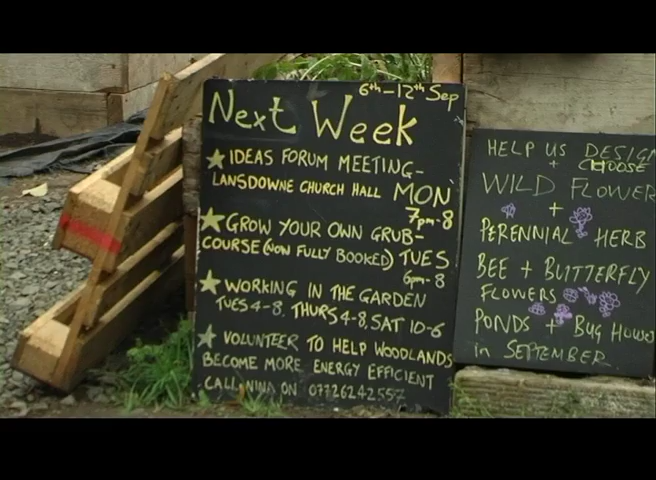 6th-12th Sep
Next Week
★ IDEAS FORUM MEETING-
LANSDOWNE CHURCH HALL MON
7pm-8
★ GROW YOUR OWN GRUB-
COURSE (NOW FULLY BOOKED) TUES
6pm-8
★ WORKING IN THE GARDEN
TUES 4-8, THURS 4-8, SAT 10-6
★ VOLUNTEER TO HELP WOODLANDS
BECOME MORE ENERGY EFFICIENT
CALL NINA ON 07726242557
HELP US DESIGN
+ CHOOSE
WILD FLOWER
+
PERENNIAL HERB
BEE + BUTTERFLY
FLOWERS
PONDS + BUG HOUSE
in SEPTEMBER